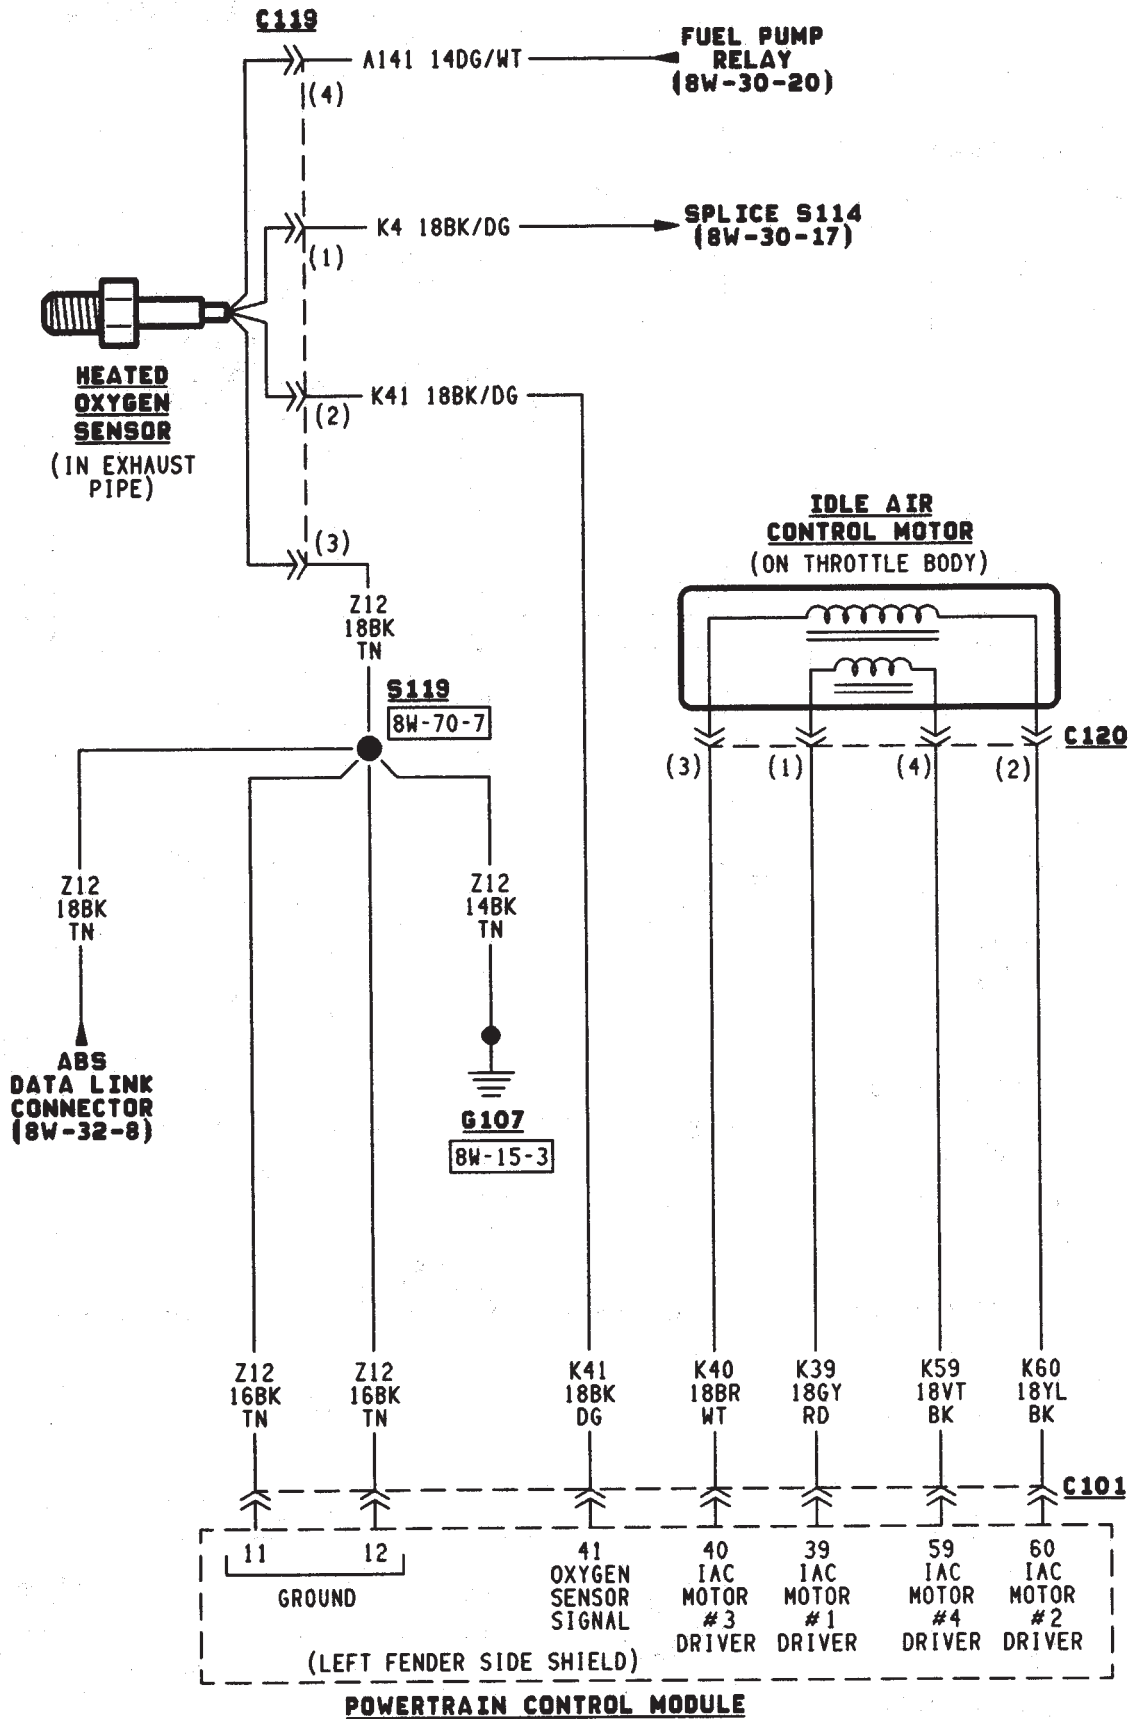 C119
A141 14DG/WT
FUEL PUMP
RELAY
(8W-30-20)
(4)
K4 18BK/DG
SPLICE S114
(8W-30-17)
(1)
HEATED
OXYGEN
SENSOR
(IN EXHAUST
PIPE)
K41 18BK/DG
(2)
(3)
Z12
18BK
TN
S119
8W-70-7
IDLE AIR
CONTROL MOTOR
(ON THROTTLE BODY)
C120
(3)
(1)
(4)
(2)
Z12
18BK
TN
Z12
14BK
TN
ABS
DATA LINK
CONNECTOR
(8W-32-8)
G107
8W-15-3
Z12
16BK
TN
Z12
16BK
TN
K41
18BK
DG
K40
18BR
WT
K39
18GY
RD
K59
18VT
BK
K60
18YL
BK
C101
11
12
GROUND
41
OXYGEN
SENSOR
SIGNAL
40
IAC
MOTOR
#3
DRIVER
39
IAC
MOTOR
#1
DRIVER
59
IAC
MOTOR
#4
DRIVER
60
IAC
MOTOR
#2
DRIVER
(LEFT FENDER SIDE SHIELD)
POWERTRAIN CONTROL MODULE